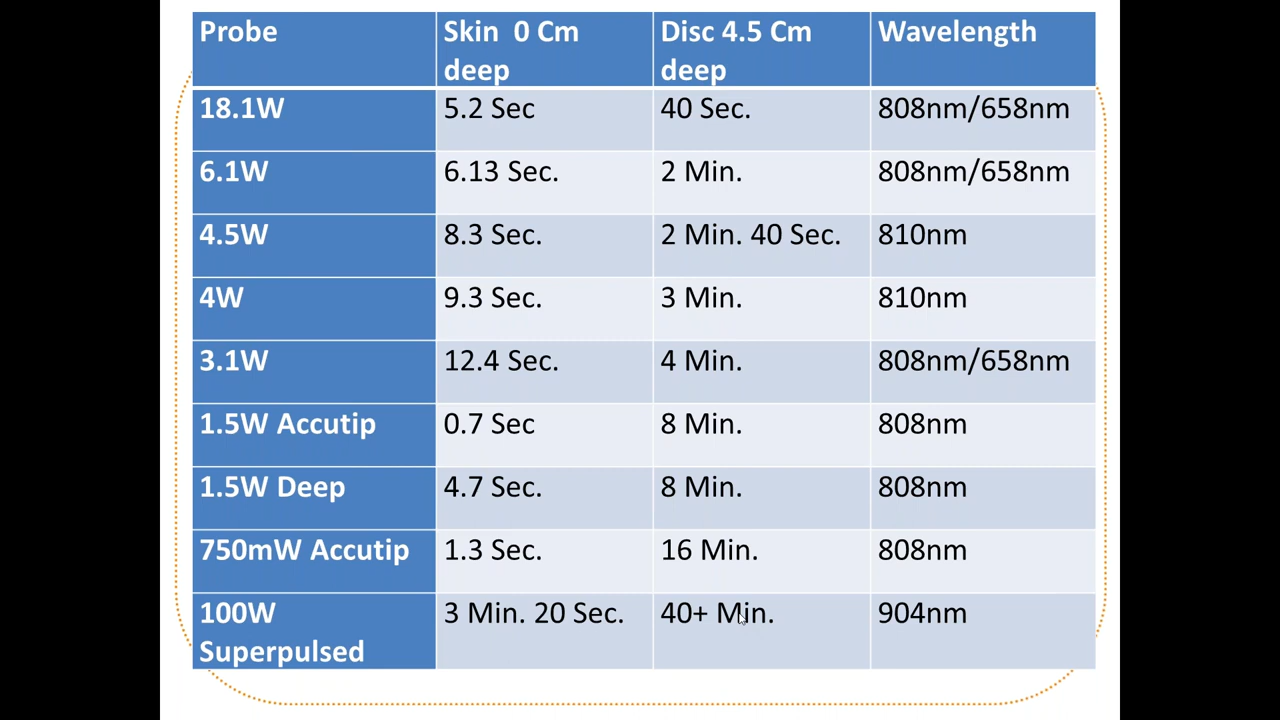 Probe
Skin  0 Cm deep
Disc 4.5 Cm deep
Wavelength
18.1W
5.2 Sec
40 Sec.
808nm/658nm
6.1W
6.13 Sec.
2 Min.
808nm/658nm
4.5W
8.3 Sec.
2 Min. 40 Sec.
810nm
4W
9.3 Sec.
3 Min.
810nm
3.1W
12.4 Sec.
4 Min.
808nm/658nm
1.5W Accutip
0.7 Sec
8 Min.
808nm
1.5W Deep
4.7 Sec.
8 Min.
808nm
750mW Accutip
1.3 Sec.
16 Min.
808nm
100W
Superpulsed
3 Min. 20 Sec.
40+ Min.
904nm